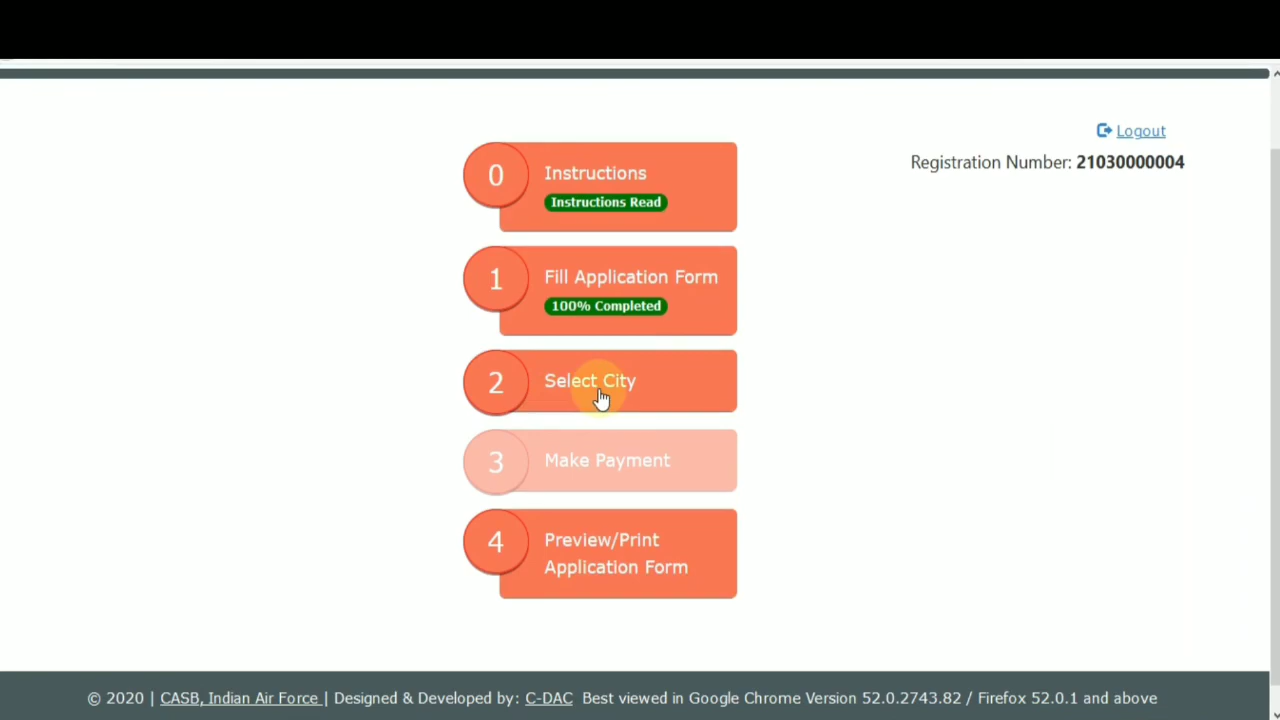 Logout
Registration Number: 21030000004
0
Instructions
Instructions Read
1
Fill Application Form
100% Completed
2
Select City
3
Make Payment
4
Preview/Print
Application Form
© 2020 | CASB, Indian Air Force | Designed & Developed by: C-DAC Best viewed in Google Chrome Version 52.0.2743.82 / Firefox 52.0.1 and above